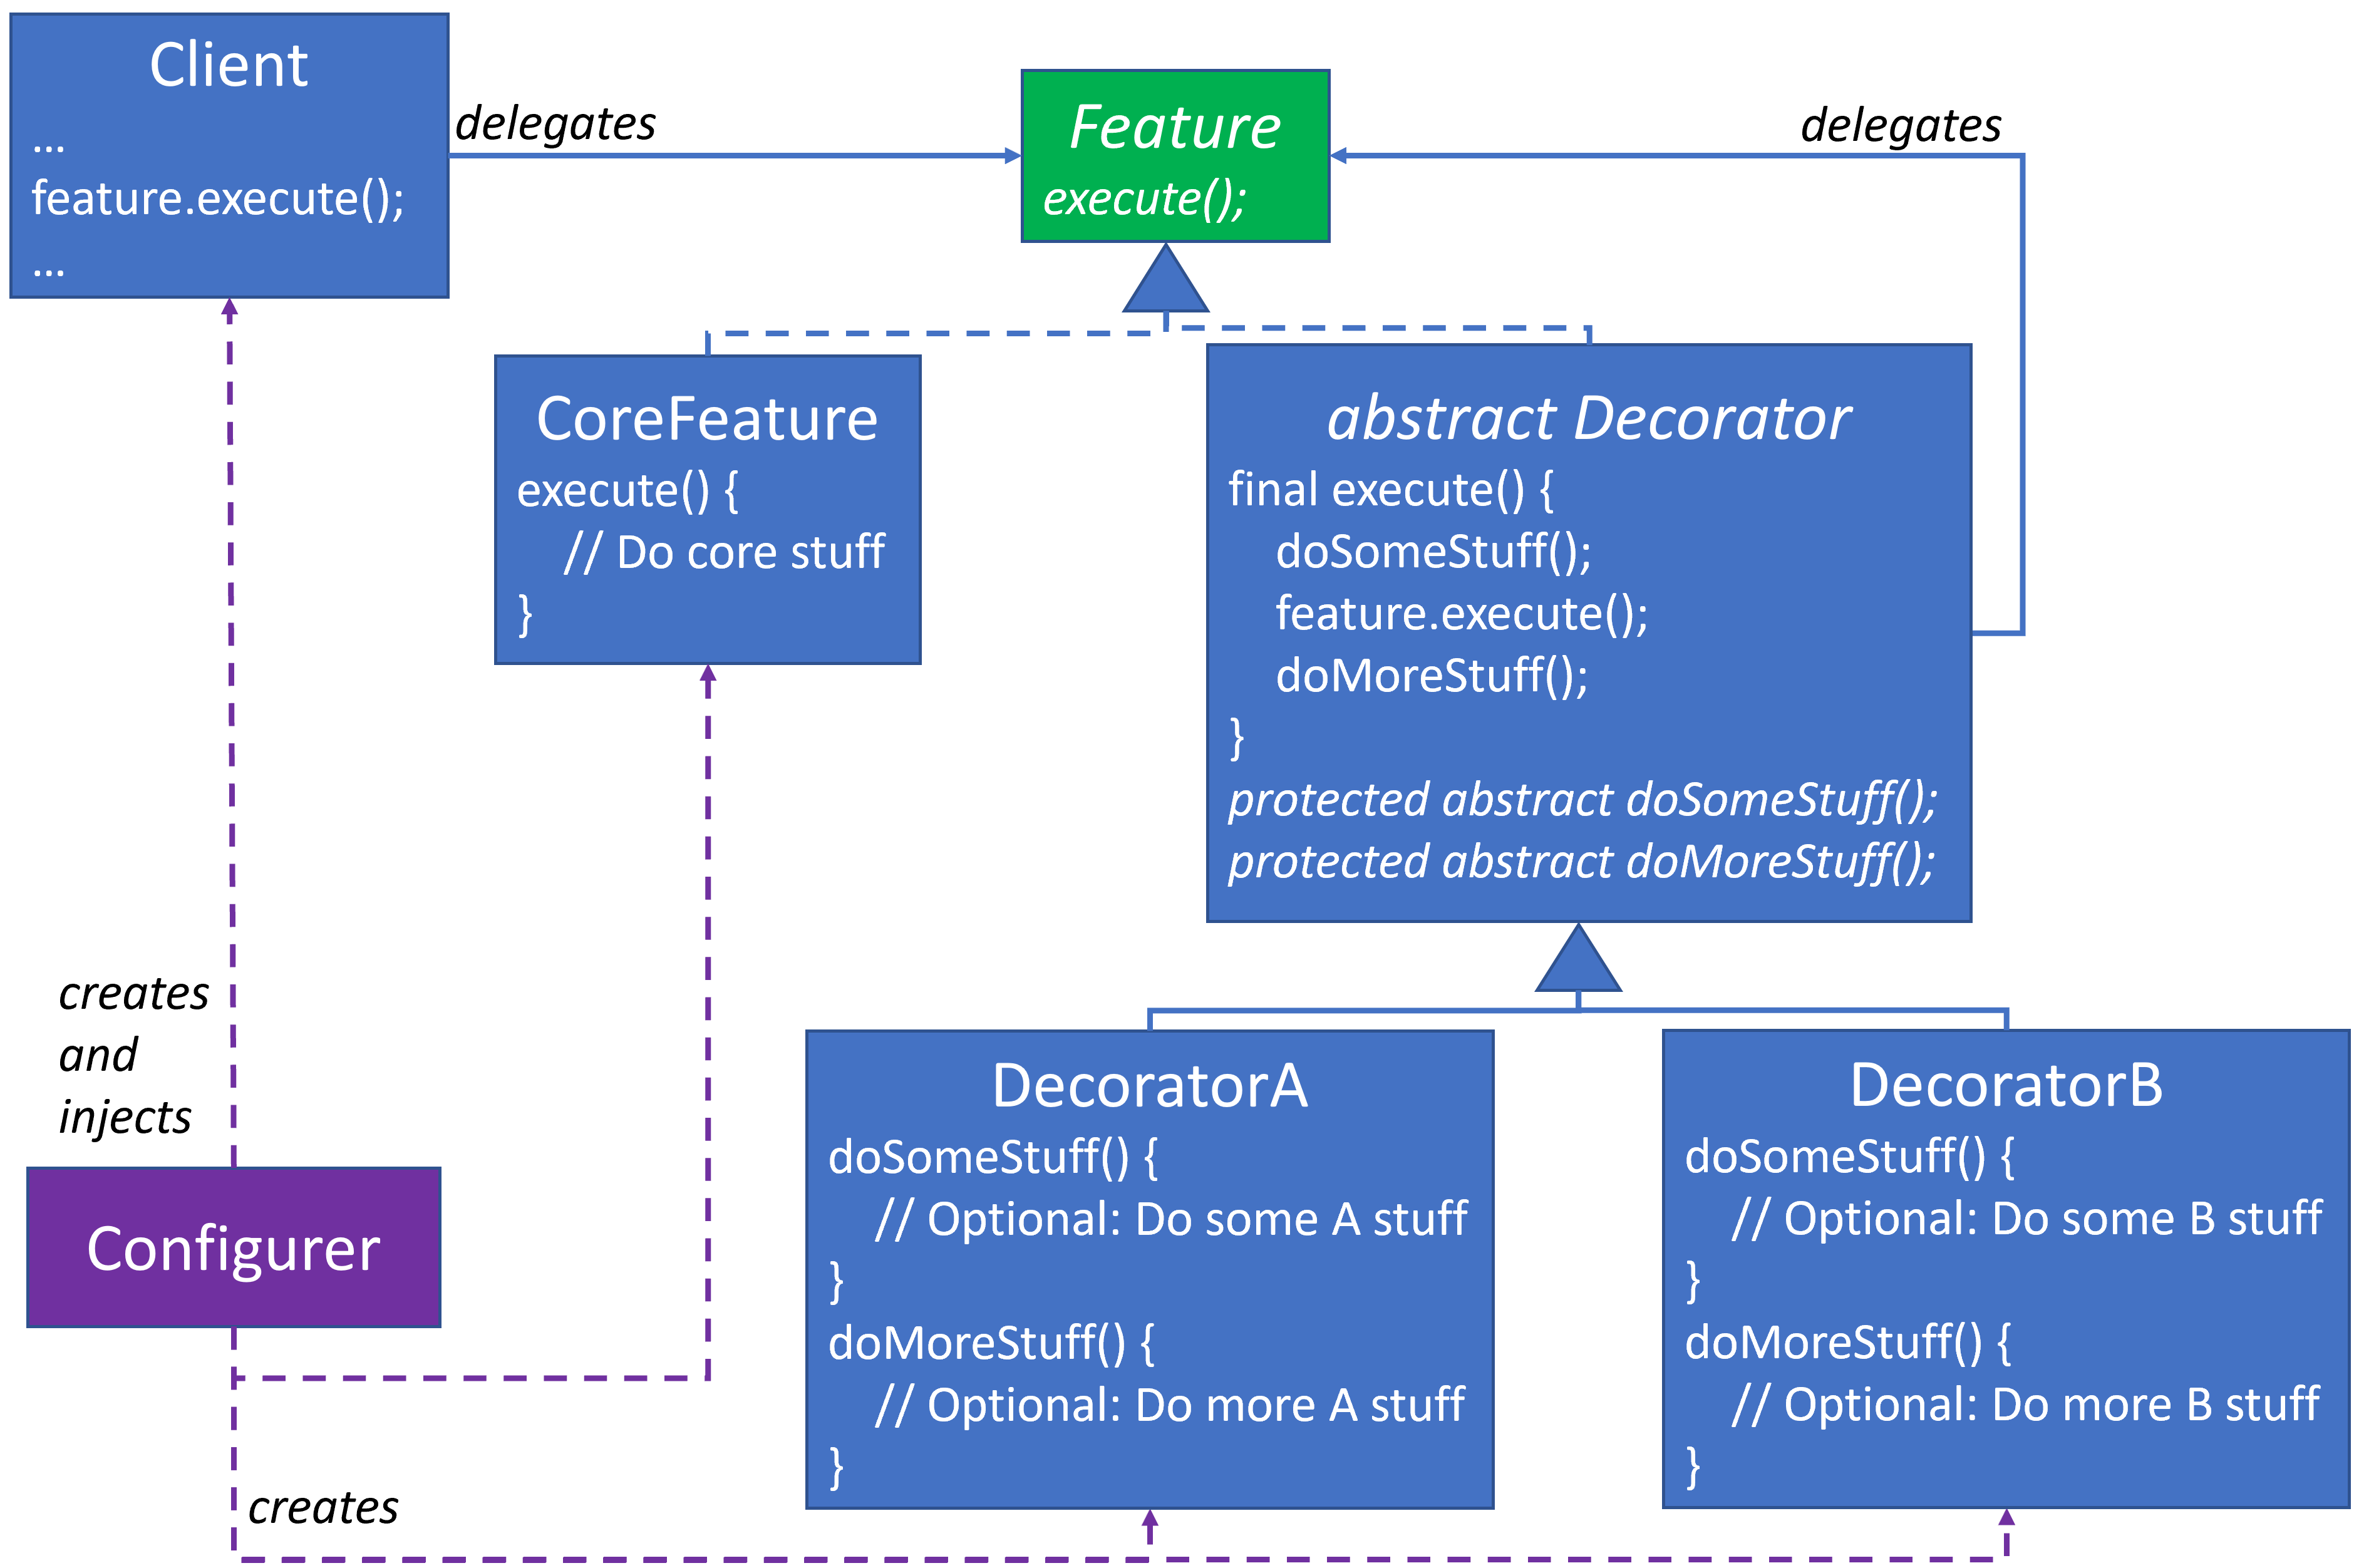 Client
...
feature.execute();
...
delegates
Feature
execute();
delegates
CoreFeature
execute() {
// Do core stuff
}
abstract Decorator
final execute() {
doSomeStuff();
feature.execute();
doMoreStuff();
}
protected abstract doSomeStuff();
protected abstract doMoreStuff();
creates
and
injects
Configurer
creates
DecoratorA
doSomeStuff() {
// Optional: Do some A stuff
}
doMoreStuff() {
// Optional: Do more A stuff
}
DecoratorB
doSomeStuff() {
// Optional: Do some B stuff
}
doMoreStuff() {
// Optional: Do more B stuff
}